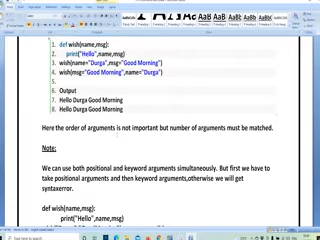 1. def wish(name,msg):
2. print("Hello",name,msg)
3. wish(name="Durga",msg="Good Morning")
4. wish(msg="Good Morning",name="Durga")
5.
6. Output
7. Hello Durga Good Morning
8. Hello Durga Good Morning
Here the order of arguments is not important but number of arguments must be matched.
Note:
We can use both positional and keyword arguments simultaneously. But first we have to
take positional arguments and then keyword arguments,otherwise we will get
syntaxerror.
def wish(name,msg):
print("Hello",name,msg)